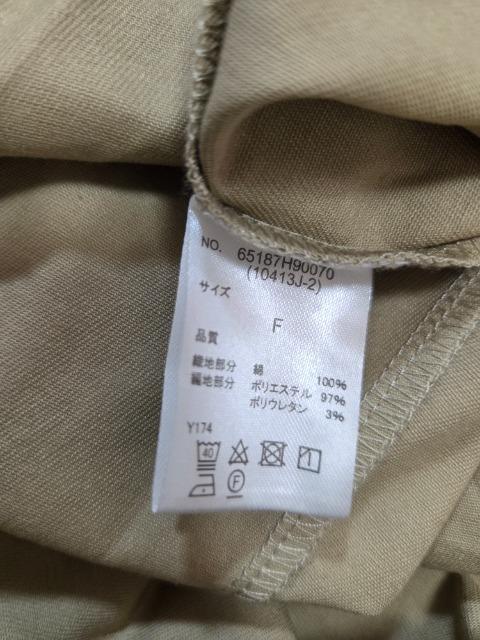 NO. 65187H90070
(10413J-2)
サイズ
F
品質
織地部分 綿 100%
編地部分 ポリエステル 97%
ポリウレタン 3%
Y174
40
F